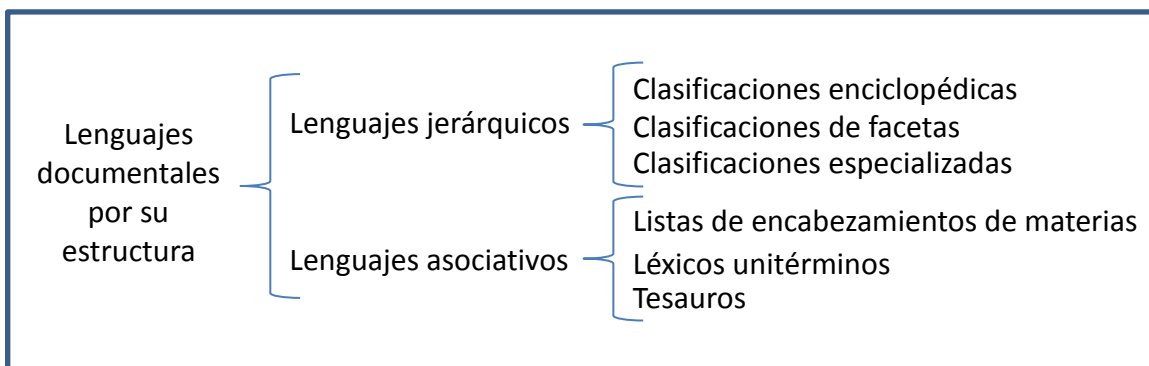 Lenguajes
documentales
por su
estructura
Lenguajes jerárquicos
Clasificaciones enciclopédicas
Clasificaciones de facetas
Clasificaciones especializadas
Lenguajes asociativos
Listas de encabezamientos de materias
Léxicos unitérminos
Tesauros